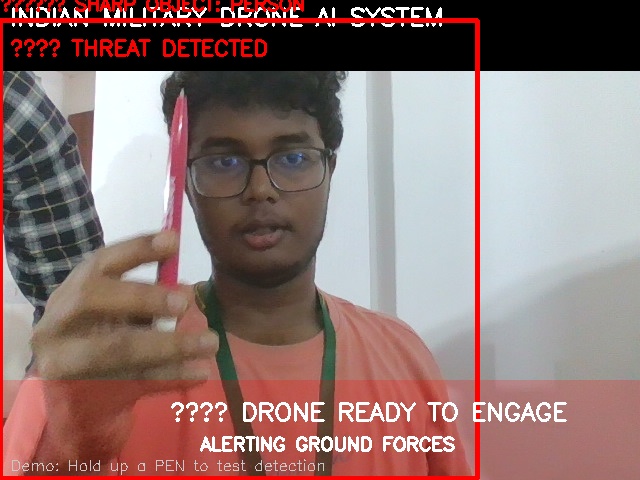 ?????? SHARP OBJECT: PERSON
INDIAN MILITARY DRONE AI SYSTEM
???? THREAT DETECTED
???? DRONE READY TO ENGAGE
ALERTING GROUND FORCES
Demo: Hold up a PEN to test detection